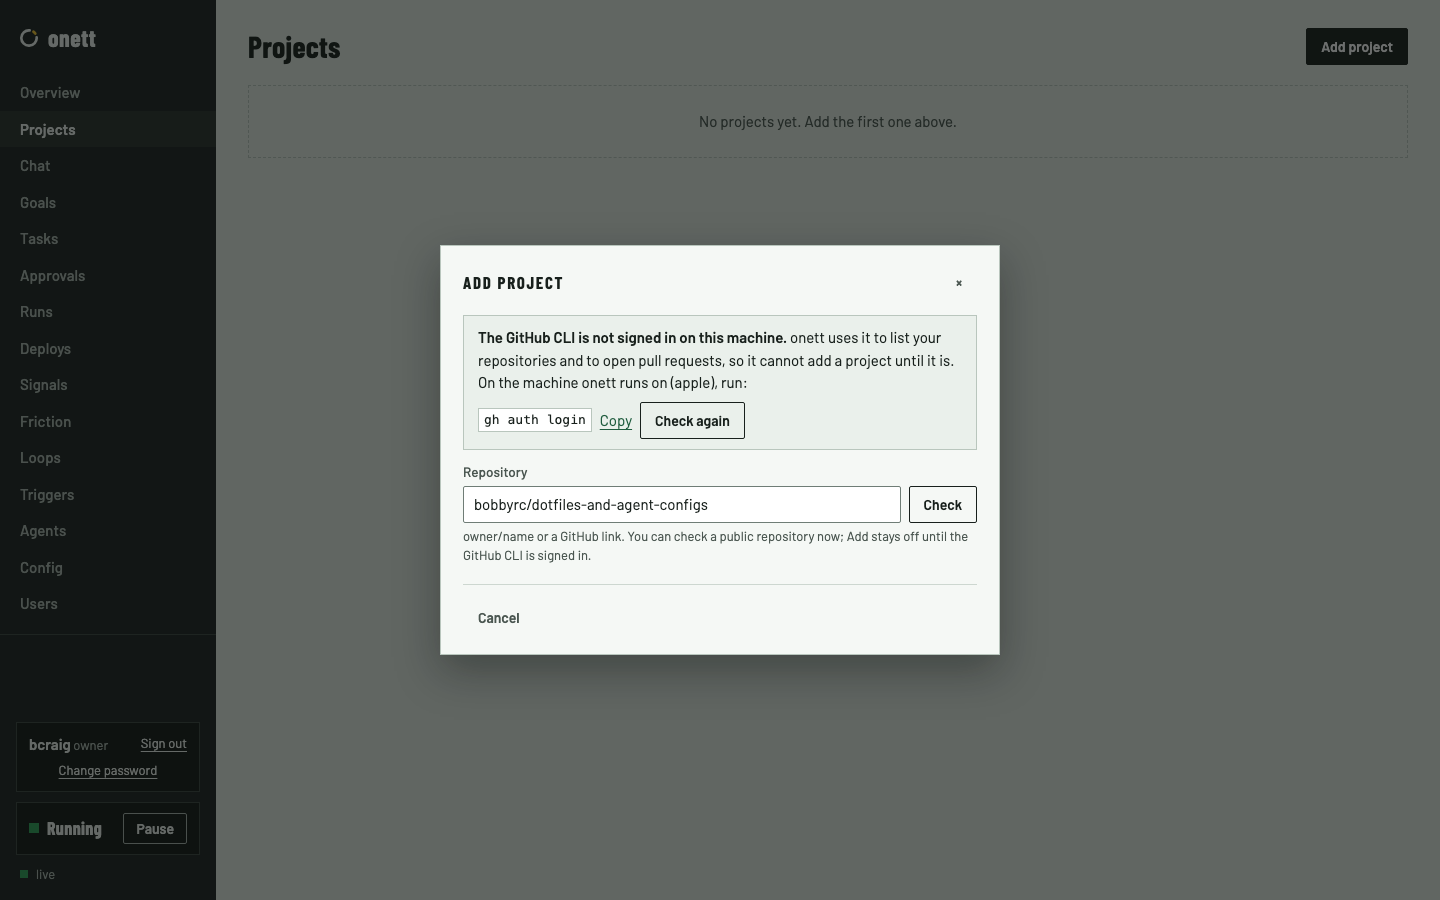 onett
Overview
Projects
Chat
Goals
Tasks
Approvals
Runs
Deploys
Signals
Friction
Loops
Triggers
Agents
Config
Users
bcraig owner
Sign out
Change password
Running
Pause
live
Projects
Add project
No projects yet. Add the first one above.
ADD PROJECT
×
The GitHub CLI is not signed in on this machine. onett uses it to list your
repositories and to open pull requests, so it cannot add a project until it is.
On the machine onett runs on (apple), run:
gh auth login Copy Check again
Repository
bobbyrc/dotfiles-and-agent-configs
Check
owner/name or a GitHub link. You can check a public repository now; Add stays off until the
GitHub CLI is signed in.
Cancel